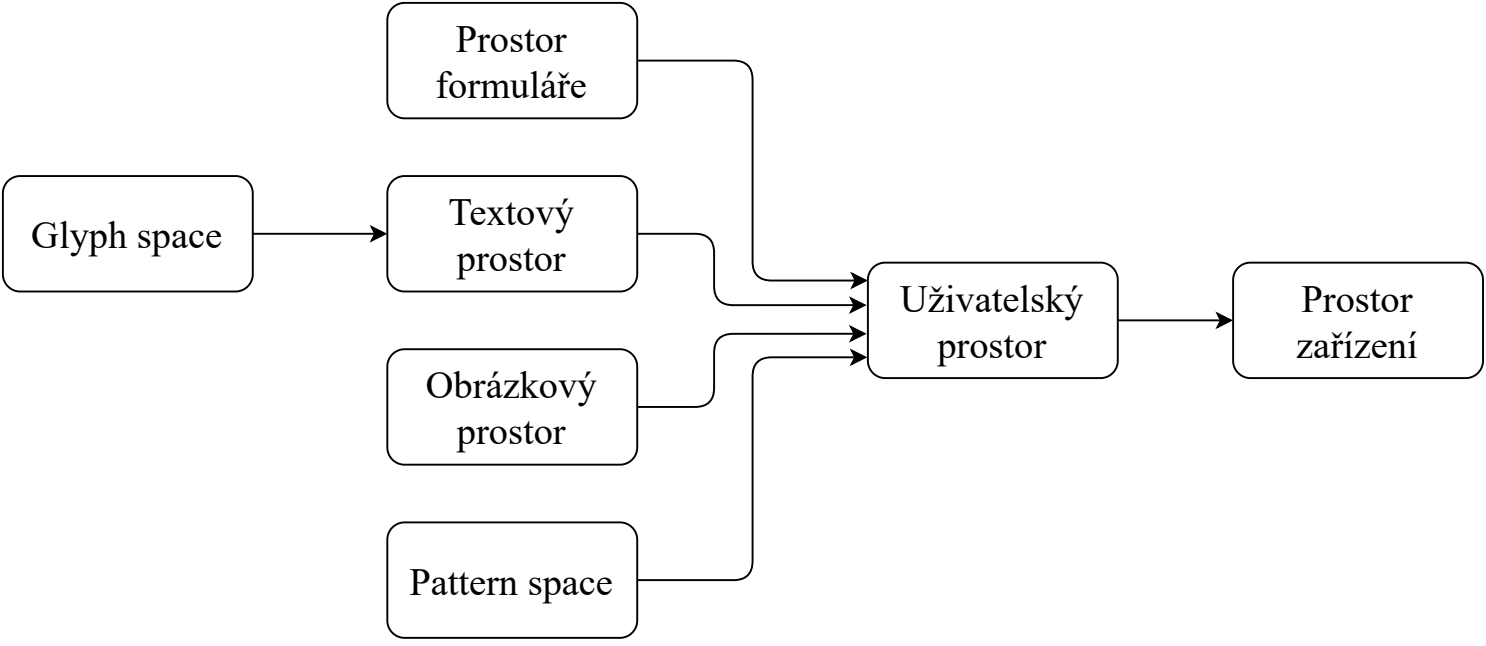 Prostor
formuláře
Glyph space
Textový
prostor
Obrázkový
prostor
Pattern space
Uživatelský
prostor
Prostor
zařízení